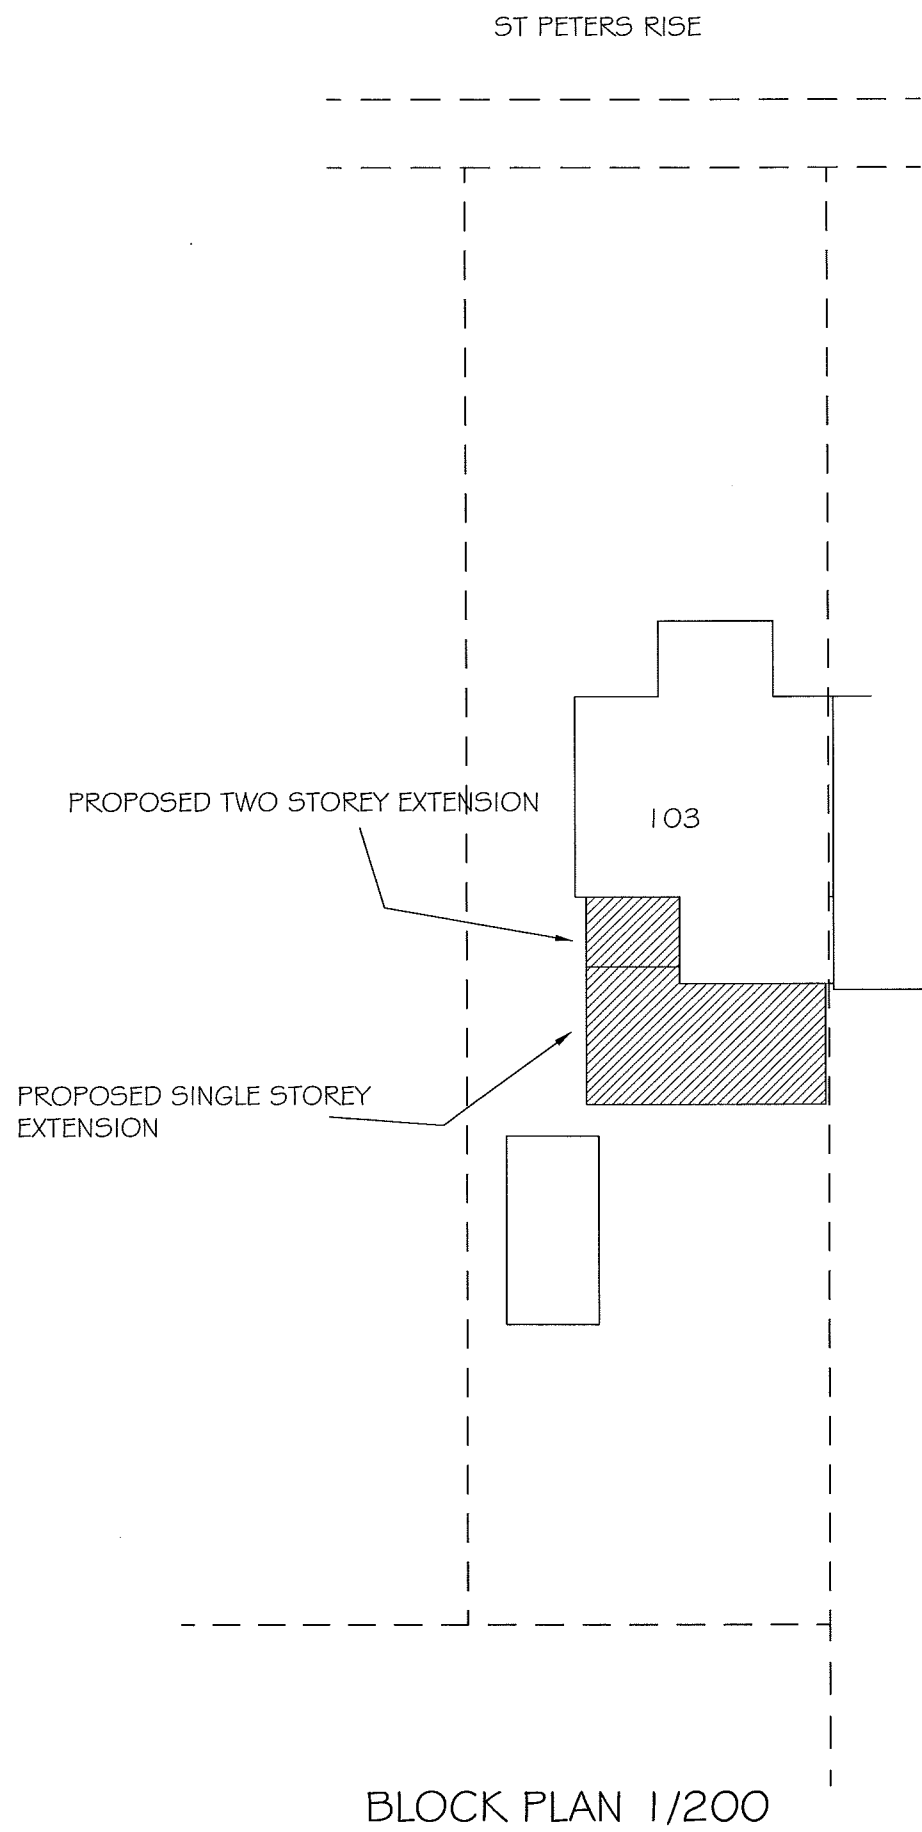 ST PETERS RISE
PROPOSED TWO STOREY EXTENSION
103
PROPOSED SINGLE STOREY
EXTENSION
BLOCK PLAN 1/200